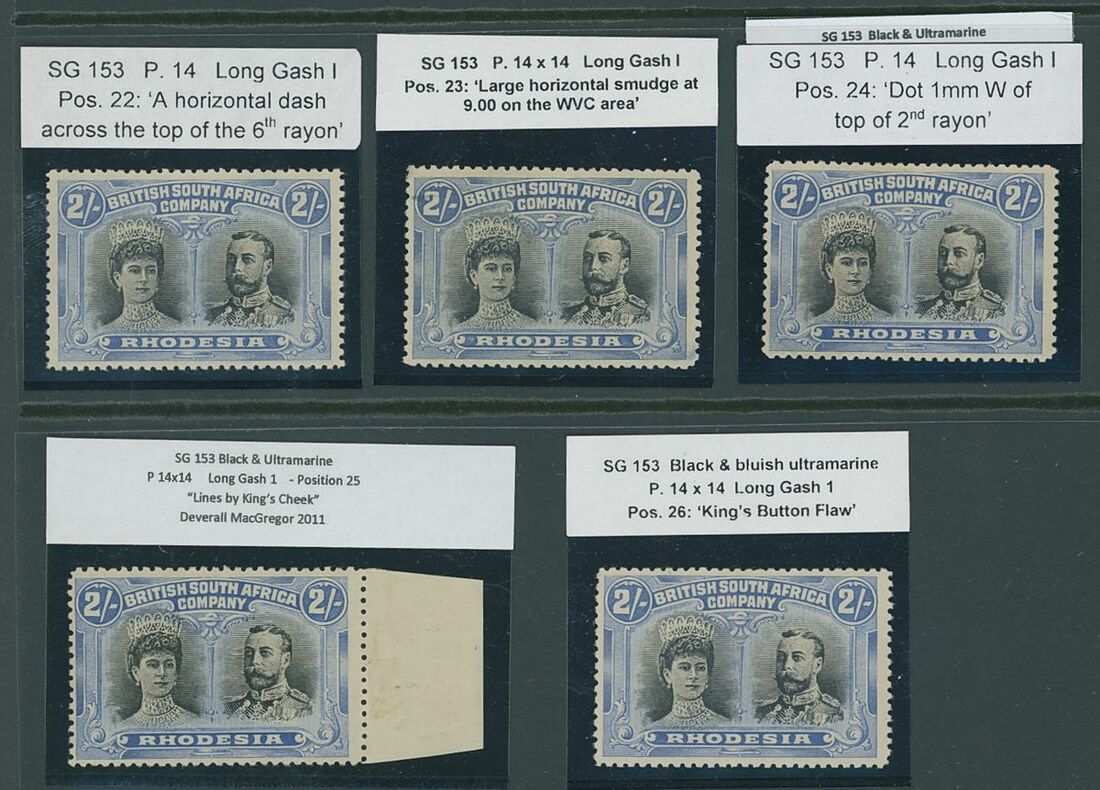 SG 153 P. 14 Long Gash I
Pos. 22: ‘A horizontal dash
across the top of the 6th rayon’
SG 153 P. 14 x 14 Long Gash I
Pos. 23: ‘Large horizontal smudge at
9.00 on the WVC area’
SG 153 Black & Ultramarine
SG 153 P. 14 Long Gash I
Pos. 24: ‘Dot 1mm W of
top of 2nd rayon’
2/- BRITISH SOUTH AFRICA 2/-
COMPANY
RHODESIA
2/- BRITISH SOUTH AFRICA 2/-
COMPANY
RHODESIA
2/- BRITISH SOUTH AFRICA 2/-
COMPANY
RHODESIA
SG 153 Black & Ultramarine
P 14x14 Long Gash 1 - Position 25
“Lines by King’s Cheek”
Deverall MacGregor 2011
SG 153 Black & bluish ultramarine
P. 14 x 14 Long Gash 1
Pos. 26: ‘King’s Button Flaw’
2/- BRITISH SOUTH AFRICA 2/-
COMPANY
RHODESIA
2/- BRITISH SOUTH AFRICA 2/-
COMPANY
RHODESIA